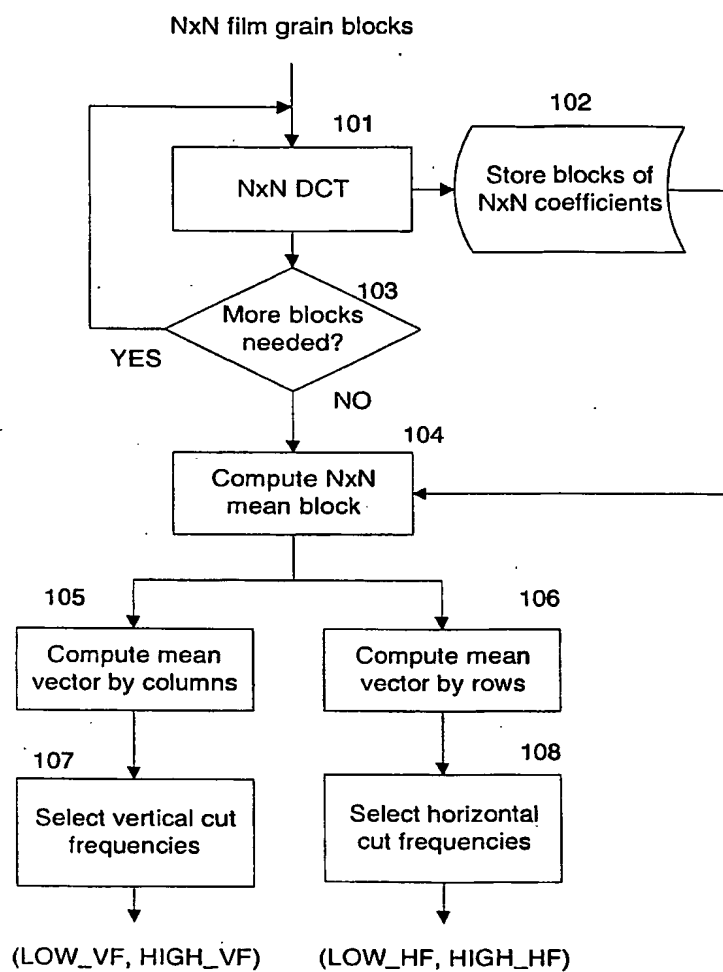 NxN film grain blocks
101
NxN DCT
102
Store blocks of
NxN coefficients
103
More blocks
needed?
YES
NO
104
Compute NxN
mean block
105
Compute mean
vector by columns
106
Compute mean
vector by rows
107
Select vertical cut
frequencies
108
Select horizontal
cut frequencies
(LOW_VF, HIGH_VF)
(LOW_HF, HIGH_HF)